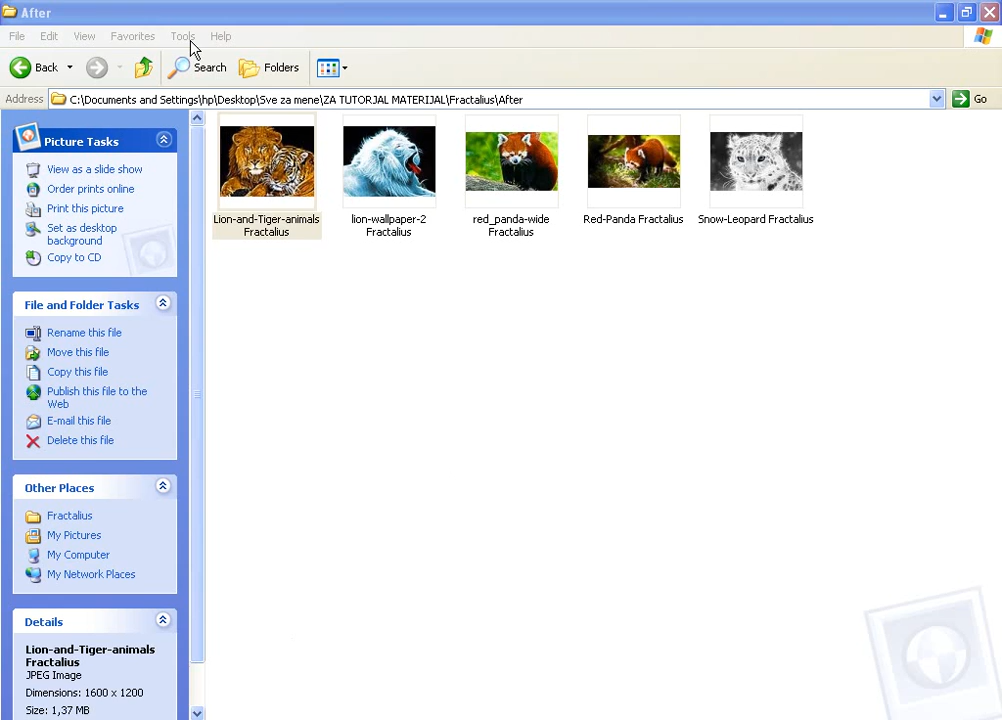 After
File Edit View Favorites Tools Help
Back Search Folders
Address C:\Documents and Settings\hp\Desktop\Sve za mene\ZA TUTORJAL MATERIJAL\Fractalius\After Go
Picture Tasks
View as a slide show
Order prints online
Print this picture
Set as desktop
background
Copy to CD
File and Folder Tasks
Rename this file
Move this file
Copy this file
Publish this file to the
Web
E-mail this file
Delete this file
Other Places
Fractalius
My Pictures
My Computer
My Network Places
Details
Lion-and-Tiger-animals
Fractalius
JPEG Image
Dimensions: 1600 x 1200
Size: 1,37 MB
Lion-and-Tiger-animals
Fractalius
lion-wallpaper-2
Fractalius
red_panda-wide
Fractalius
Red-Panda Fractalius
Snow-Leopard Fractalius